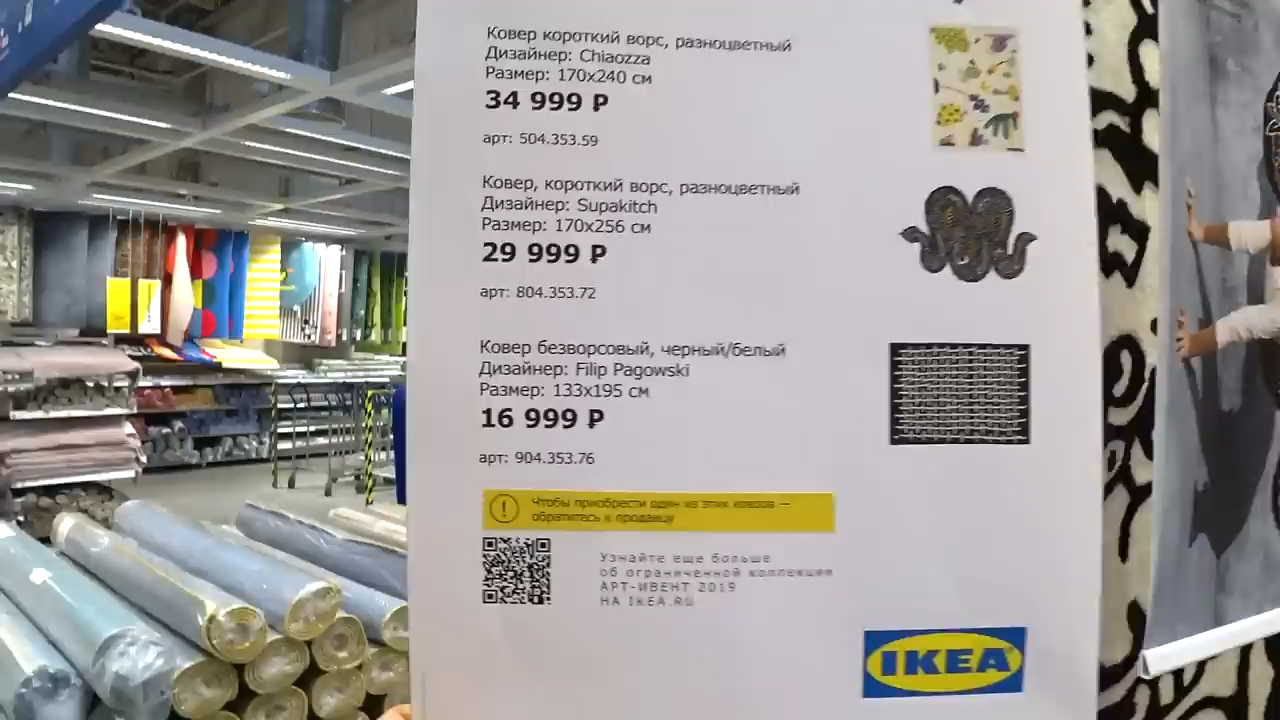 Ковер короткий ворс, разноцветный
Дизайнер: Chiaozza
Размер: 170x240 см
34 999 ₽
арт: 504.353.59
Ковер, короткий ворс, разноцветный
Дизайнер: Supakitch
Размер: 170x256 см
29 999 ₽
арт: 804.353.72
Ковер безворсовый, черный/белый
Дизайнер: Filip Pagowski
Размер: 133x195 см
16 999 ₽
арт: 904.353.76
Чтобы приобрести один из этих ковров —
обратитесь к продавцу
Узнайте еще больше
об ограниченной коллекции
АРТ-ИВЕНТ 2019
НА IKEA.RU
IKEA